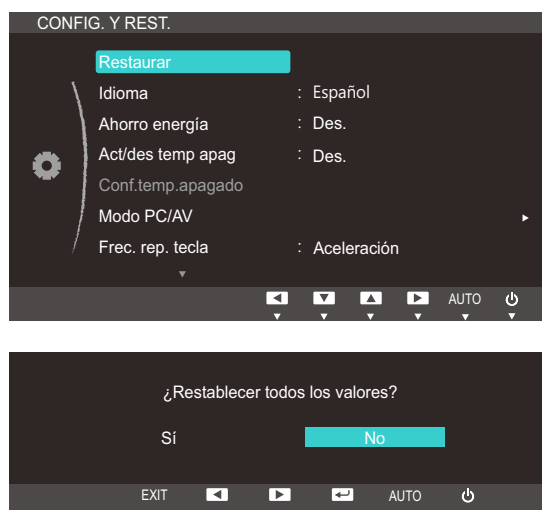 CONFIG. Y REST.
Restaurar
Idioma : Español
Ahorro energía : Des.
Act/des temp apag : Des.
Conf.temp.apagado
Modo PC/AV
Frec. rep. tecla : Aceleración
AUTO
¿Restablecer todos los valores?
Sí No
EXIT AUTO